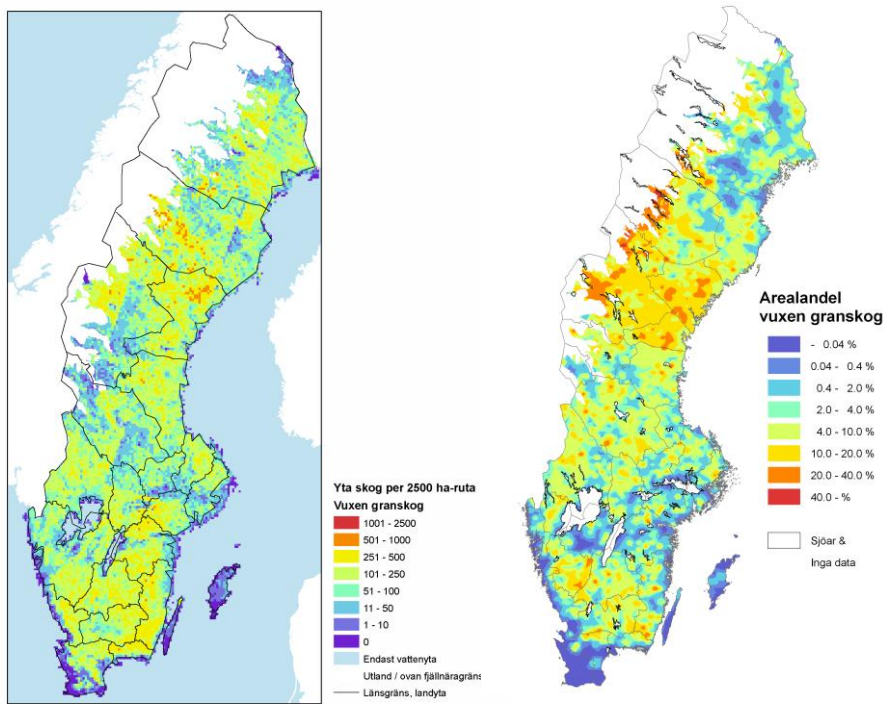 Yta skog per 2500 ha-ruta
Vuxen granskog
1001 - 2500
501 - 1000
251 - 500
101 - 250
51 - 100
11 - 50
1 - 10
0
Endast vattenyta
Utland / ovan fjällnäragräns
Länsgräns, landyta
Arealandel
vuxen granskog
- 0.04 %
0.04 - 0.4 %
0.4 - 2.0 %
2.0 - 4.0 %
4.0 - 10.0 %
10.0 - 20.0 %
20.0 - 40.0 %
40.0 - %
Sjöar &
Inga data